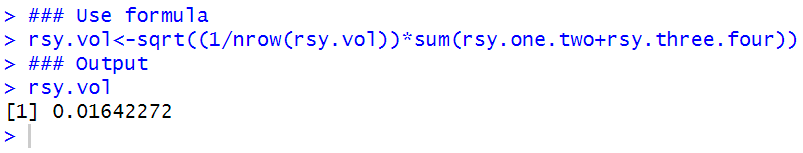 > ### Use formula
> rsy.vol<-sqrt((1/nrow(rsy.vol))*sum(rsy.one.two+rsy.three.four))
> ### Output
> rsy.vol
[1] 0.01642272
>